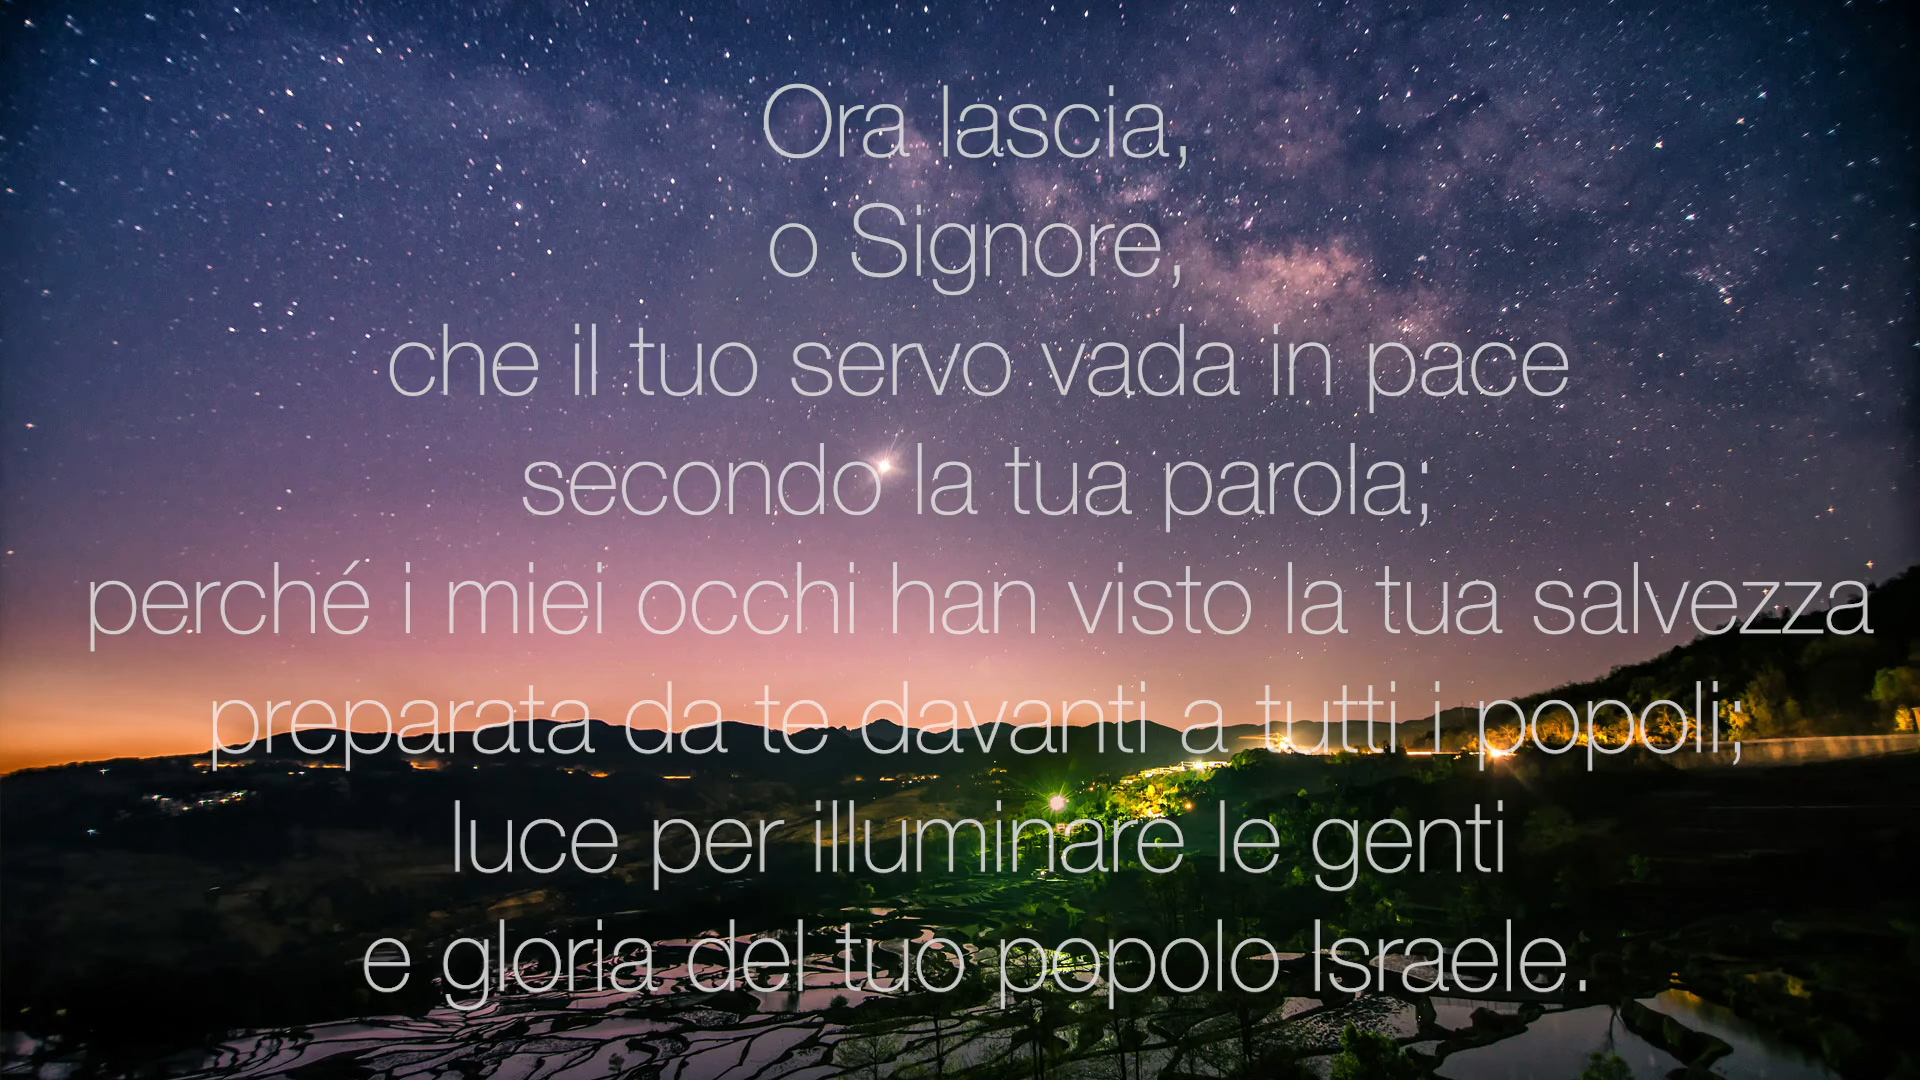 Ora lascia,
o Signore,
che il tuo servo vada in pace
secondo la tua parola;
perché i miei occhi han visto la tua salvezza
preparata da te davanti a tutti i popoli;
luce per illuminare le genti
e gloria del tuo popolo Israele.